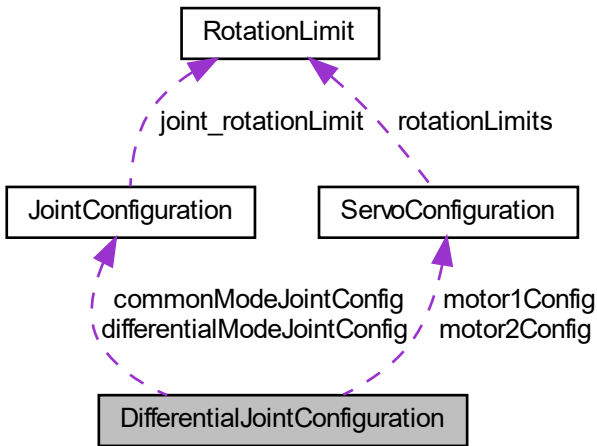 RotationLimit
joint_rotationLimit
rotationLimits
JointConfiguration
ServoConfiguration
commonModeJointConfig
differentialModeJointConfig
motor1Config
motor2Config
DifferentialJointConfiguration